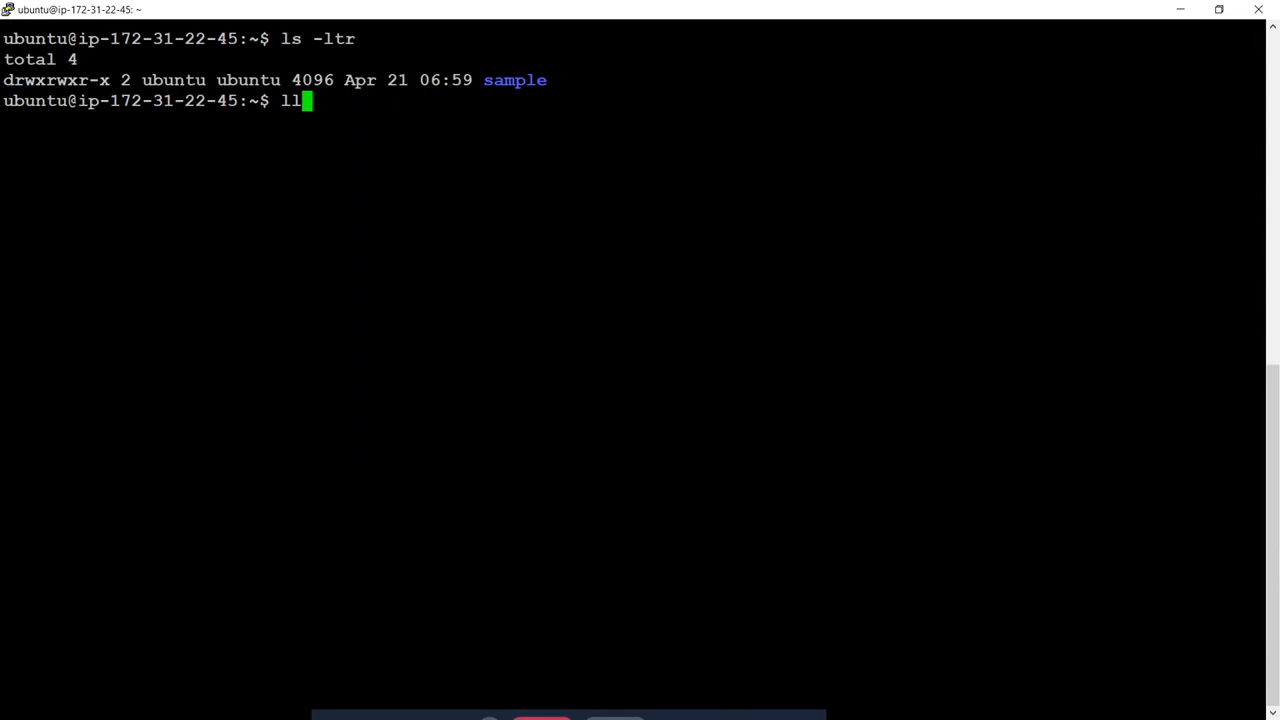 ubuntu@ip-172-31-22-45: ~
ubuntu@ip-172-31-22-45:~$ ls -ltr
total 4
drwxrwxr-x 2 ubuntu ubuntu 4096 Apr 21 06:59 sample
ubuntu@ip-172-31-22-45:~$ ll